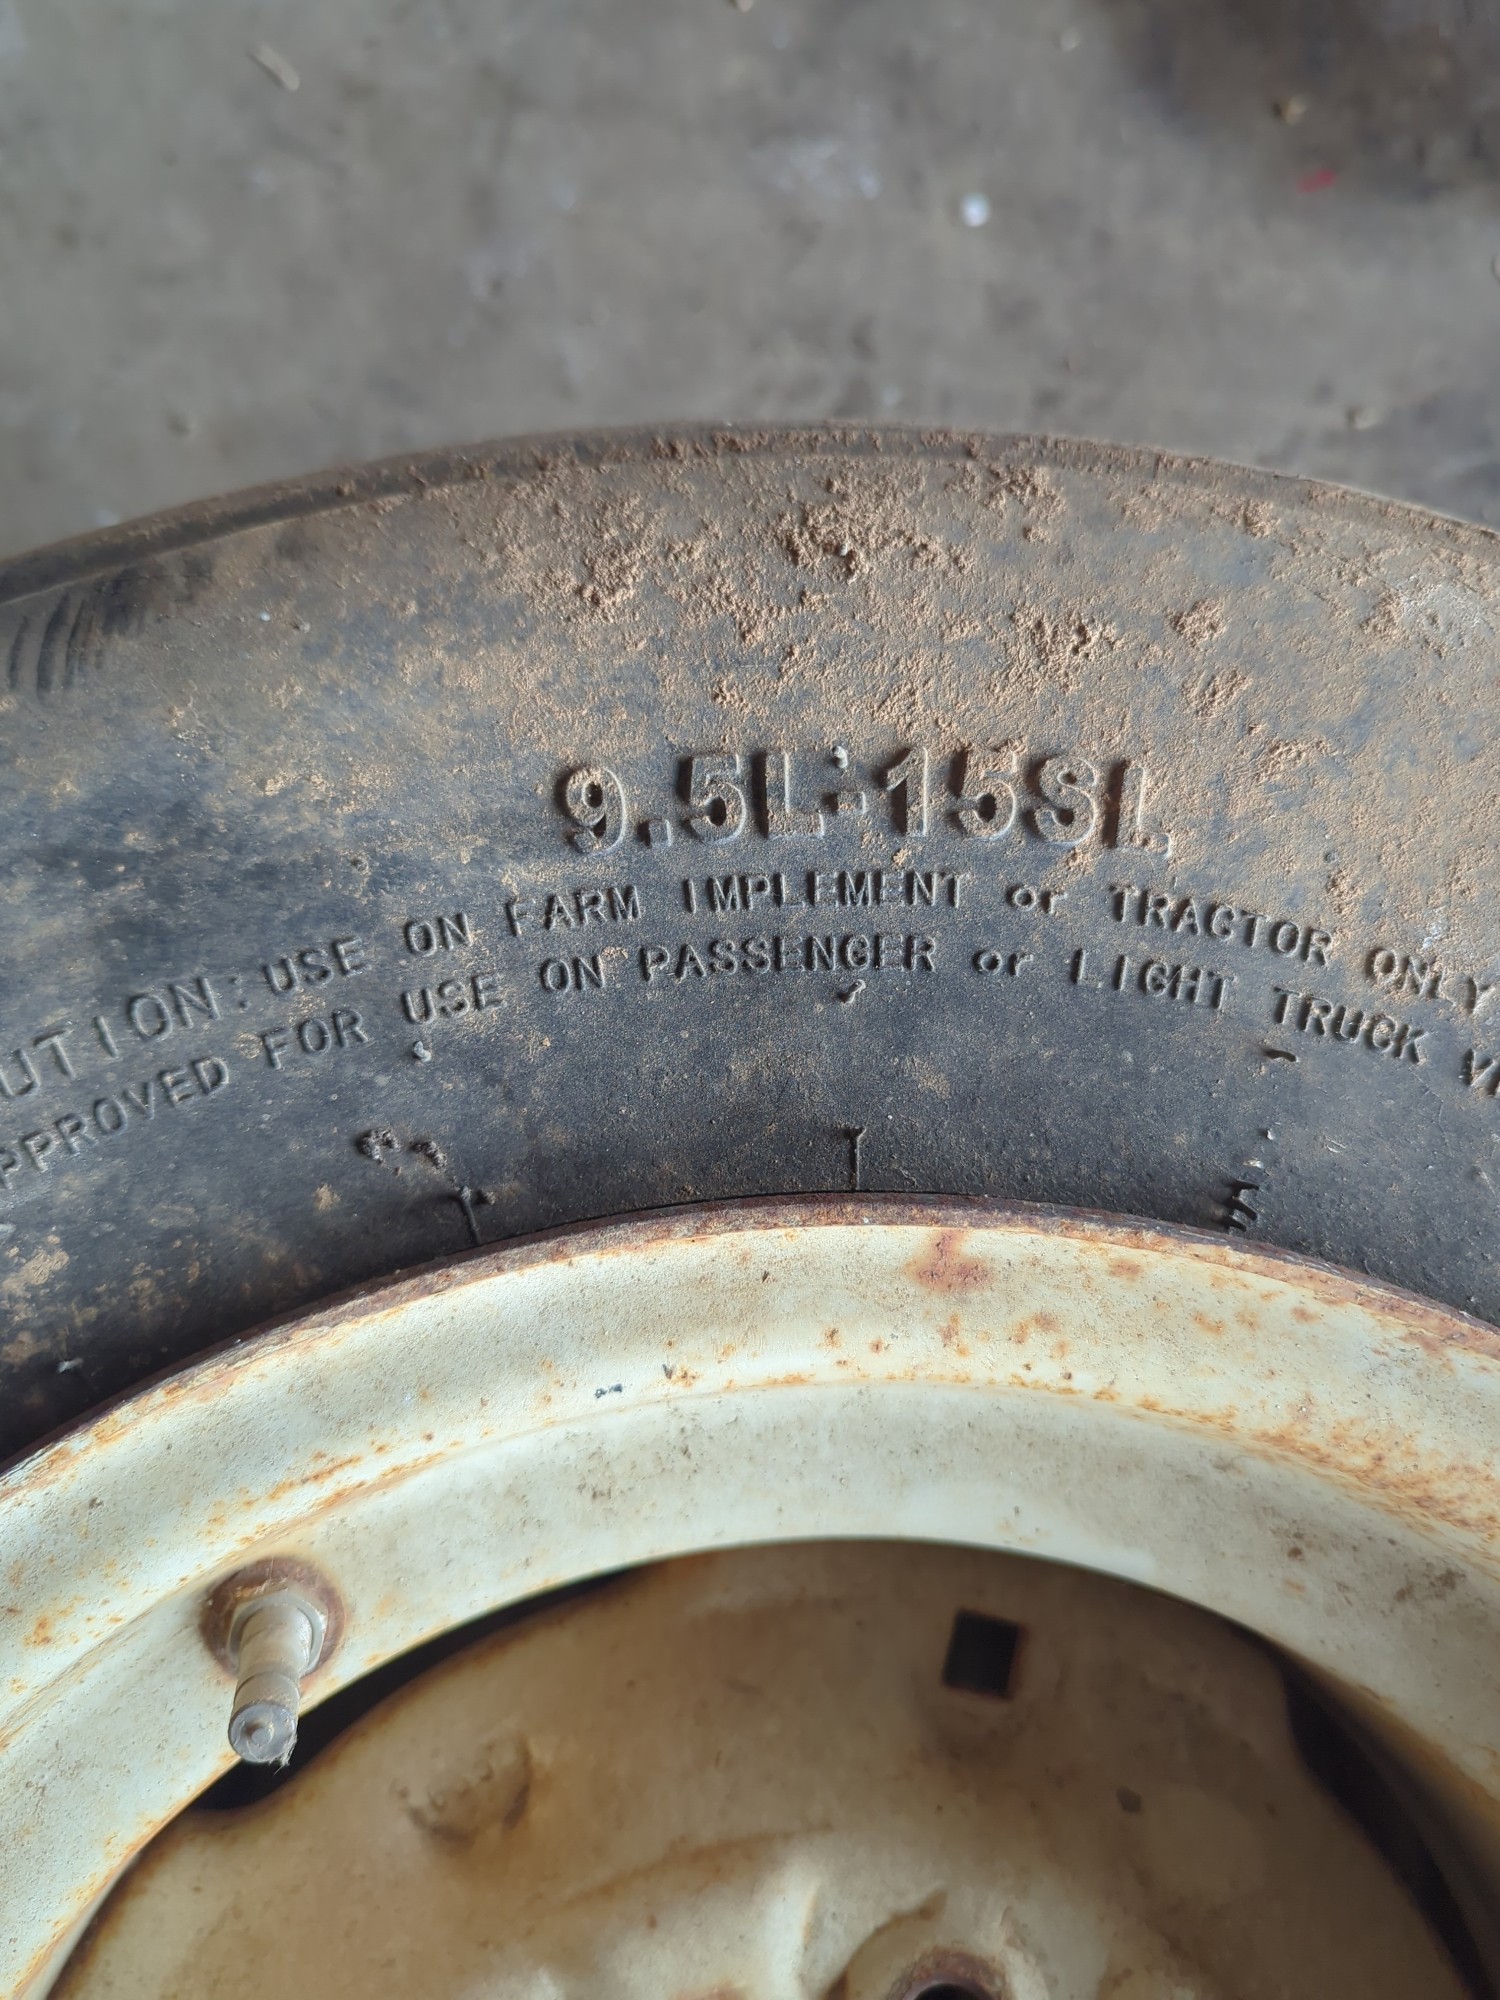 9.5L-15SL
UTION: USE ON FARM IMPLEMENT or TRACTOR ONLY
PPROVED FOR USE ON PASSENGER or LIGHT TRUCK